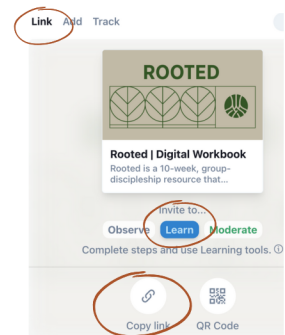 Link Add Track
ROOTED
Rooted | Digital Workbook
Rooted is a 10-week, group-
discipleship resource that...
Invite to...
Observe Learn Moderate
Complete steps and use Learning tools. ⓘ
Copy link QR Code